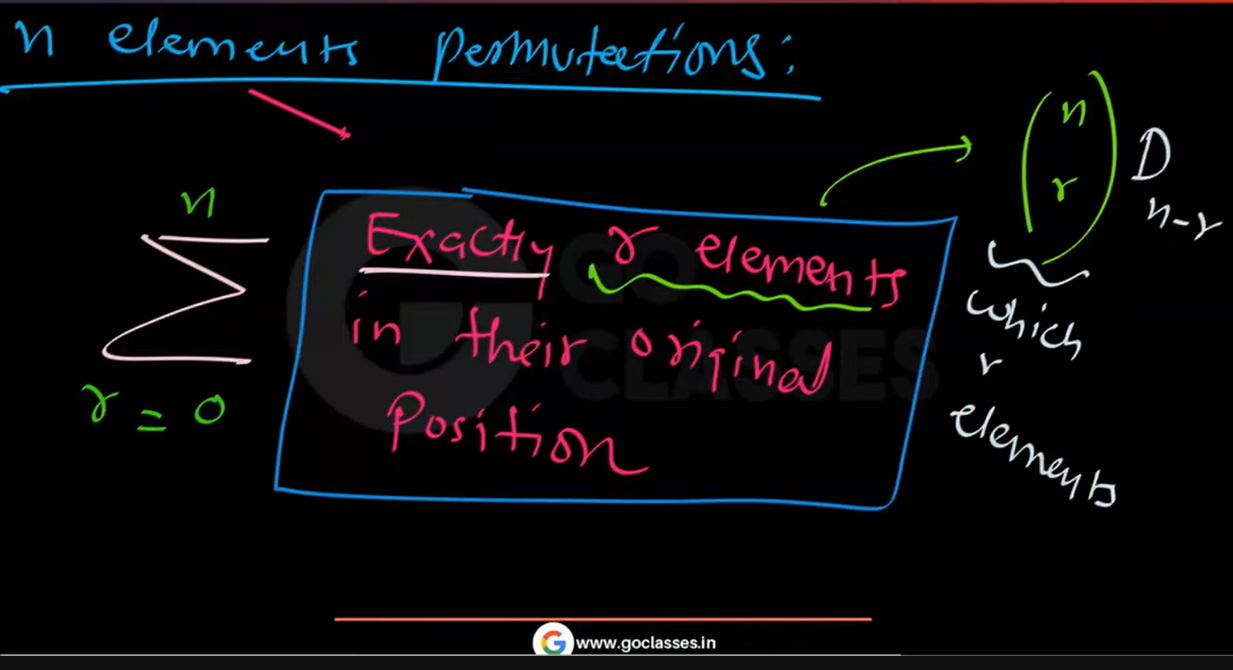 n elements permutations:
n
Σ
r = 0
Exactly r elements
in their original
Position
(n r) D n-r
which
r
elements
GO
CLASSES
G www.goclasses.in